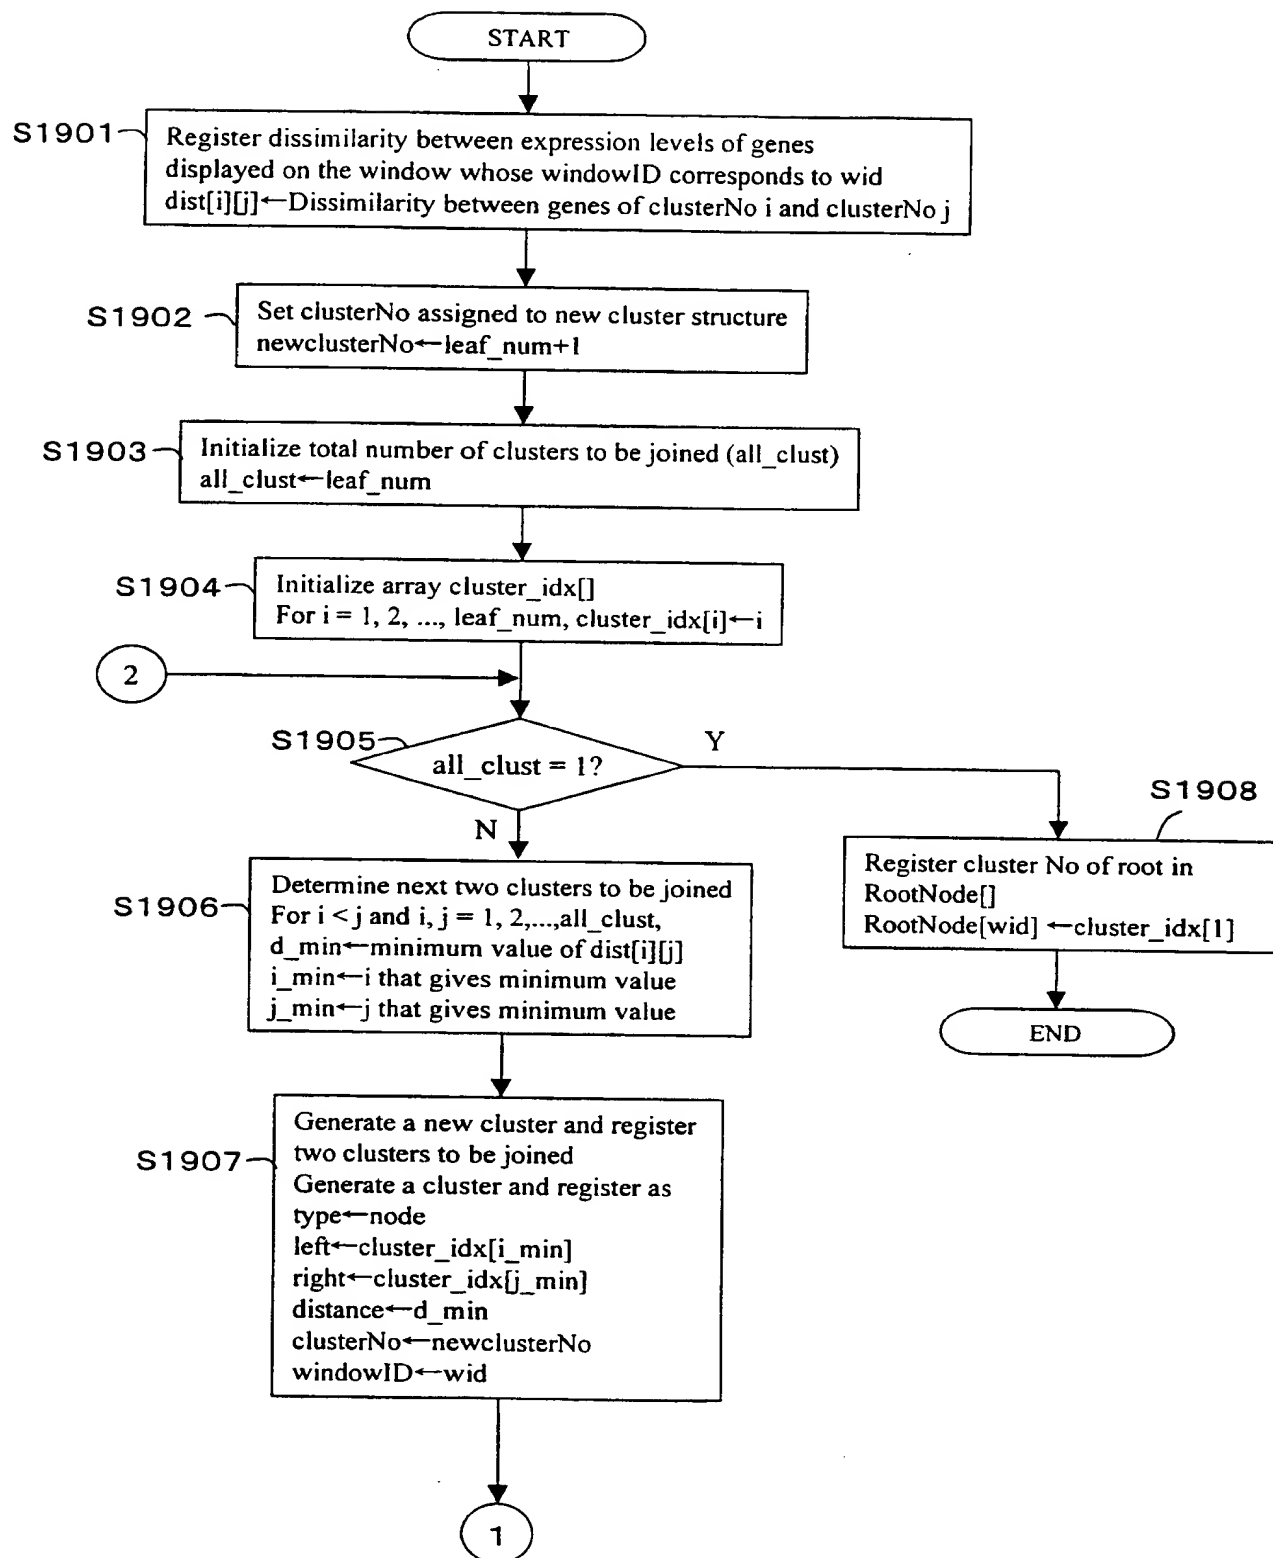 START
S1901
Register dissimilarity between expression levels of genes
displayed on the window whose windowID corresponds to wid
dist[i][j]←Dissimilarity between genes of clusterNo i and clusterNo j
S1902
Set clusterNo assigned to new cluster structure
newclusterNo←leaf_num+1
S1903
Initialize total number of clusters to be joined (all_clust)
all_clust←leaf_num
S1904
Initialize array cluster_idx[]
For i = 1, 2, ..., leaf_num, cluster_idx[i]←i
2
S1905
all_clust = 1?
Y
N
S1908
Register cluster No of root in
RootNode[]
RootNode[wid] ←cluster_idx[1]
END
S1906
Determine next two clusters to be joined
For i < j and i, j = 1, 2,...,all_clust,
d_min←minimum value of dist[i][j]
i_min←i that gives minimum value
j_min←j that gives minimum value
S1907
Generate a new cluster and register
two clusters to be joined
Generate a cluster and register as
type←node
left←cluster_idx[i_min]
right←cluster_idx[j_min]
distance←d_min
clusterNo←newclusterNo
windowID←wid
1